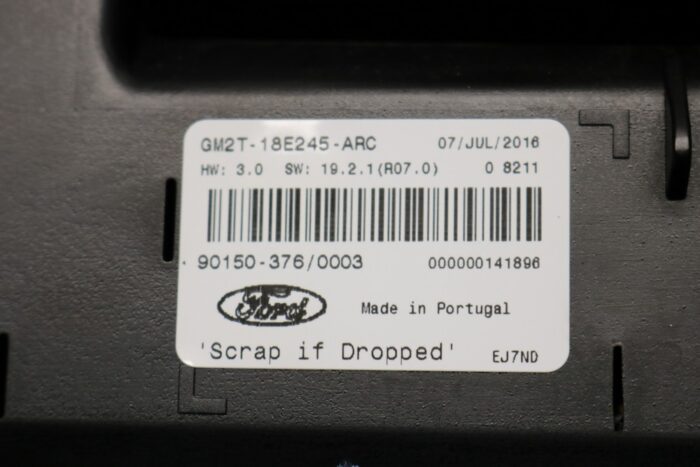 GM2T-18E245-ARC 07/JUL/2016
HW: 3.0 SW: 19.2.1(R07.0) 0 8211
90150-376/0003 000000141896
Ford Made in Portugal
'Scrap if Dropped' EJ7ND